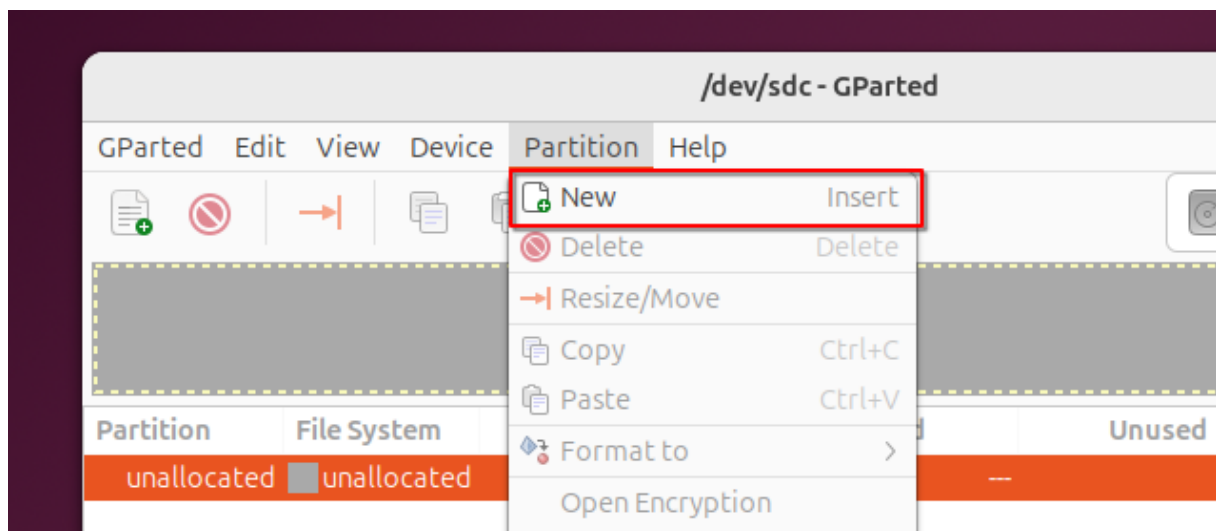 /dev/sdc - GParted
GParted Edit View Device Partition Help
New Insert
Delete Delete
Resize/Move
Copy Ctrl+C
Paste Ctrl+V
Partition File System Unused
Format to
unallocated unallocated ---
Open Encryption